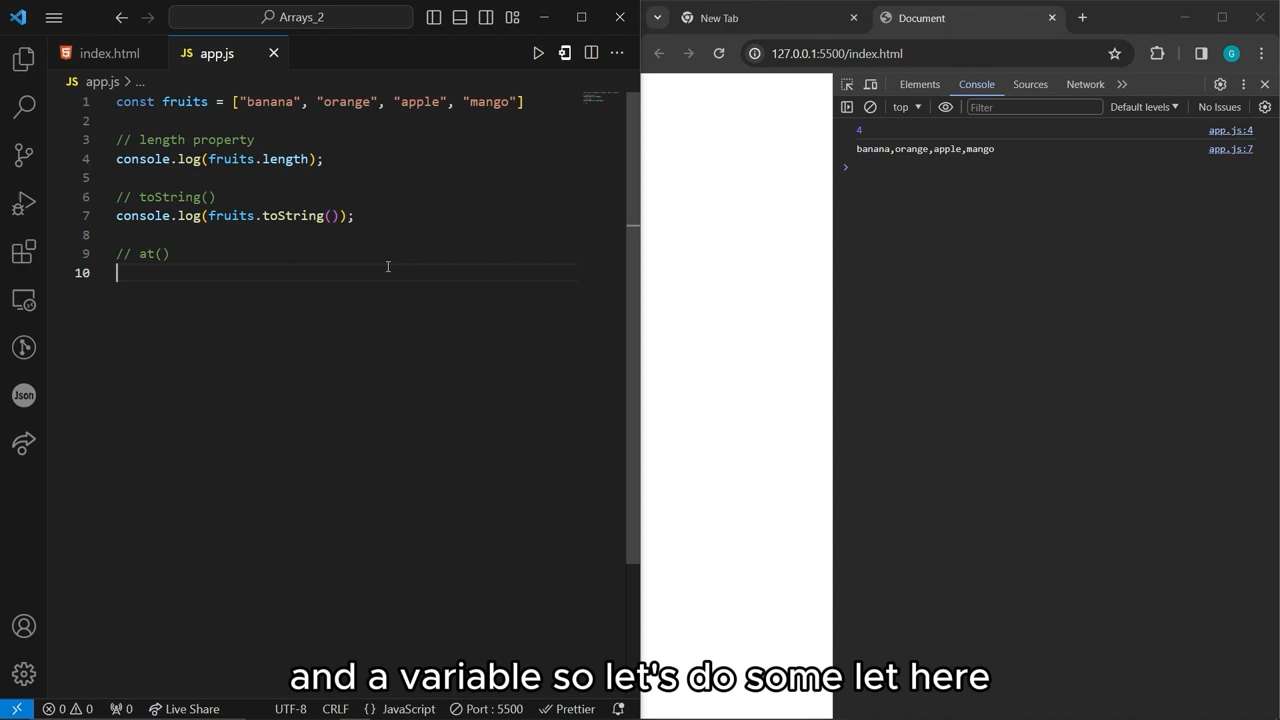 Arrays_2
index.html
JS app.js
JS app.js > ...
1 const fruits = ["banana", "orange", "apple", "mango"]
2
3 // length property
4 console.log(fruits.length);
5
6 // toString()
7 console.log(fruits.toString());
8
9 // at()
10
Json
0 0 0 Live Share UTF-8 CRLF {} JavaScript Port : 5500 Prettier
New Tab
Document
127.0.0.1:5500/index.html
G
Elements Console Sources Network
top Filter Default levels No Issues
4 app.js:4
banana,orange,apple,mango app.js:7
and a variable so let's do some let here